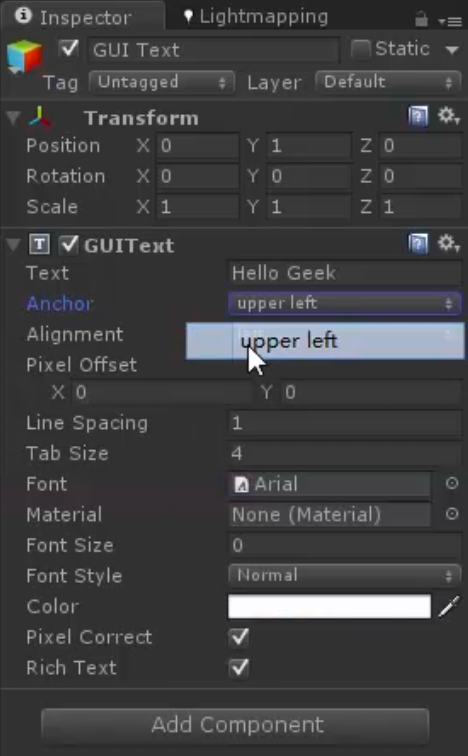 Inspector Lightmapping
GUI Text Static
Tag Untagged Layer Default
Transform
Position X 0 Y 1 Z 0
Rotation X 0 Y 0 Z 0
Scale X 1 Y 1 Z 1
GUIText
Text Hello Geek
Anchor upper left
Alignment upper left
Pixel Offset
X 0 Y 0
Line Spacing 1
Tab Size 4
Font Arial
Material None (Material)
Font Size 0
Font Style Normal
Color
Pixel Correct
Rich Text
Add Component